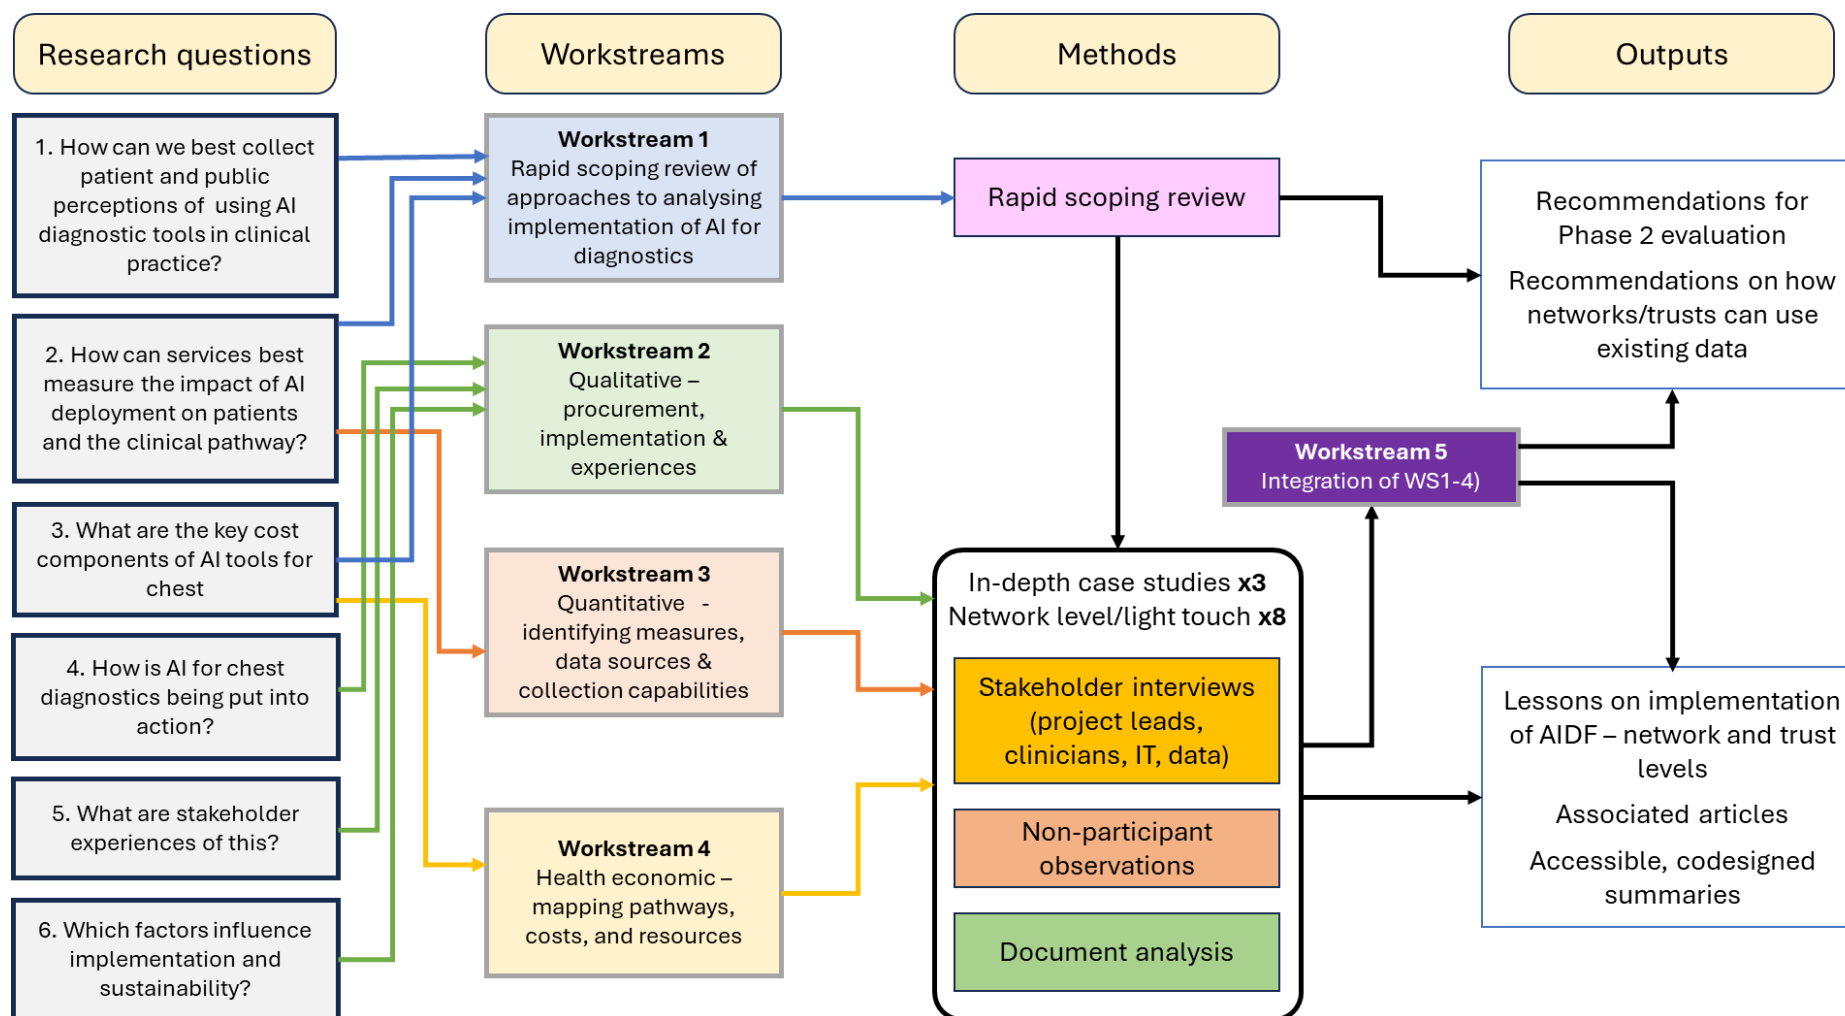 Research questions
Workstreams
Methods
Outputs
1. How can we best collect
patient and public
perceptions of using AI
diagnostic tools in clinical
practice?
2. How can services best
measure the impact of AI
deployment on patients
and the clinical pathway?
3. What are the key cost
components of AI tools for
chest
4. How is AI for chest
diagnostics being put into
action?
5. What are stakeholder
experiences of this?
6. Which factors influence
implementation and
sustainability?
Workstream 1
Rapid scoping review of
approaches to analysing
implementation of AI for
diagnostics
Workstream 2
Qualitative –
procurement,
implementation &
experiences
Workstream 3
Quantitative -
identifying measures,
data sources &
collection capabilities
Workstream 4
Health economic –
mapping pathways,
costs, and resources
Rapid scoping review
In-depth case studies x3
Network level/light touch x8
Stakeholder interviews
(project leads,
clinicians, IT, data)
Non-participant
observations
Document analysis
Workstream 5
Integration of WS1-4)
Recommendations for
Phase 2 evaluation
Recommendations on how
networks/trusts can use
existing data
Lessons on implementation
of AIDF – network and trust
levels
Associated articles
Accessible, codesigned
summaries